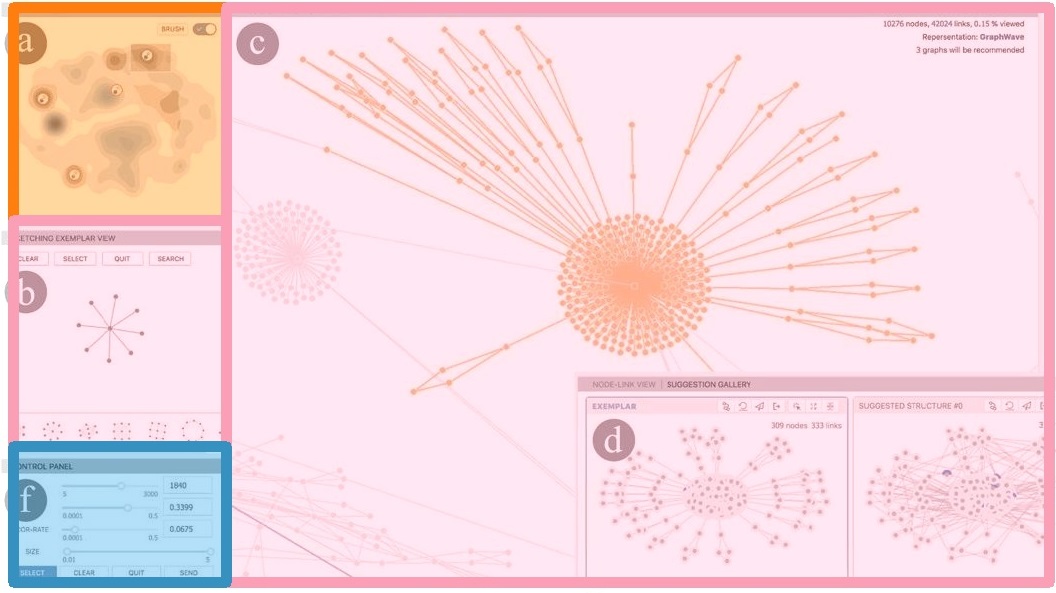 a
BRUSH
c
10276 nodes, 42024 links, 0.15 % viewed
Repersentation: GraphWave
3 graphs will be recommended
ETCHING EXEMPLAR VIEW
CLEAR SELECT QUIT SEARCH
b
NODE-LINK VIEW | SUGGESTION GALLERY
EXEMPLAR
309 nodes 333 links
d
SUGGESTED STRUCTURE #0
3
ONTROL PANEL
f
5 3000 1840
0.0001 0.5 0.3399
OR-RATE
0.0001 0.5 0.0675
SIZE
0.01 5
SELECT CLEAR QUIT SEND